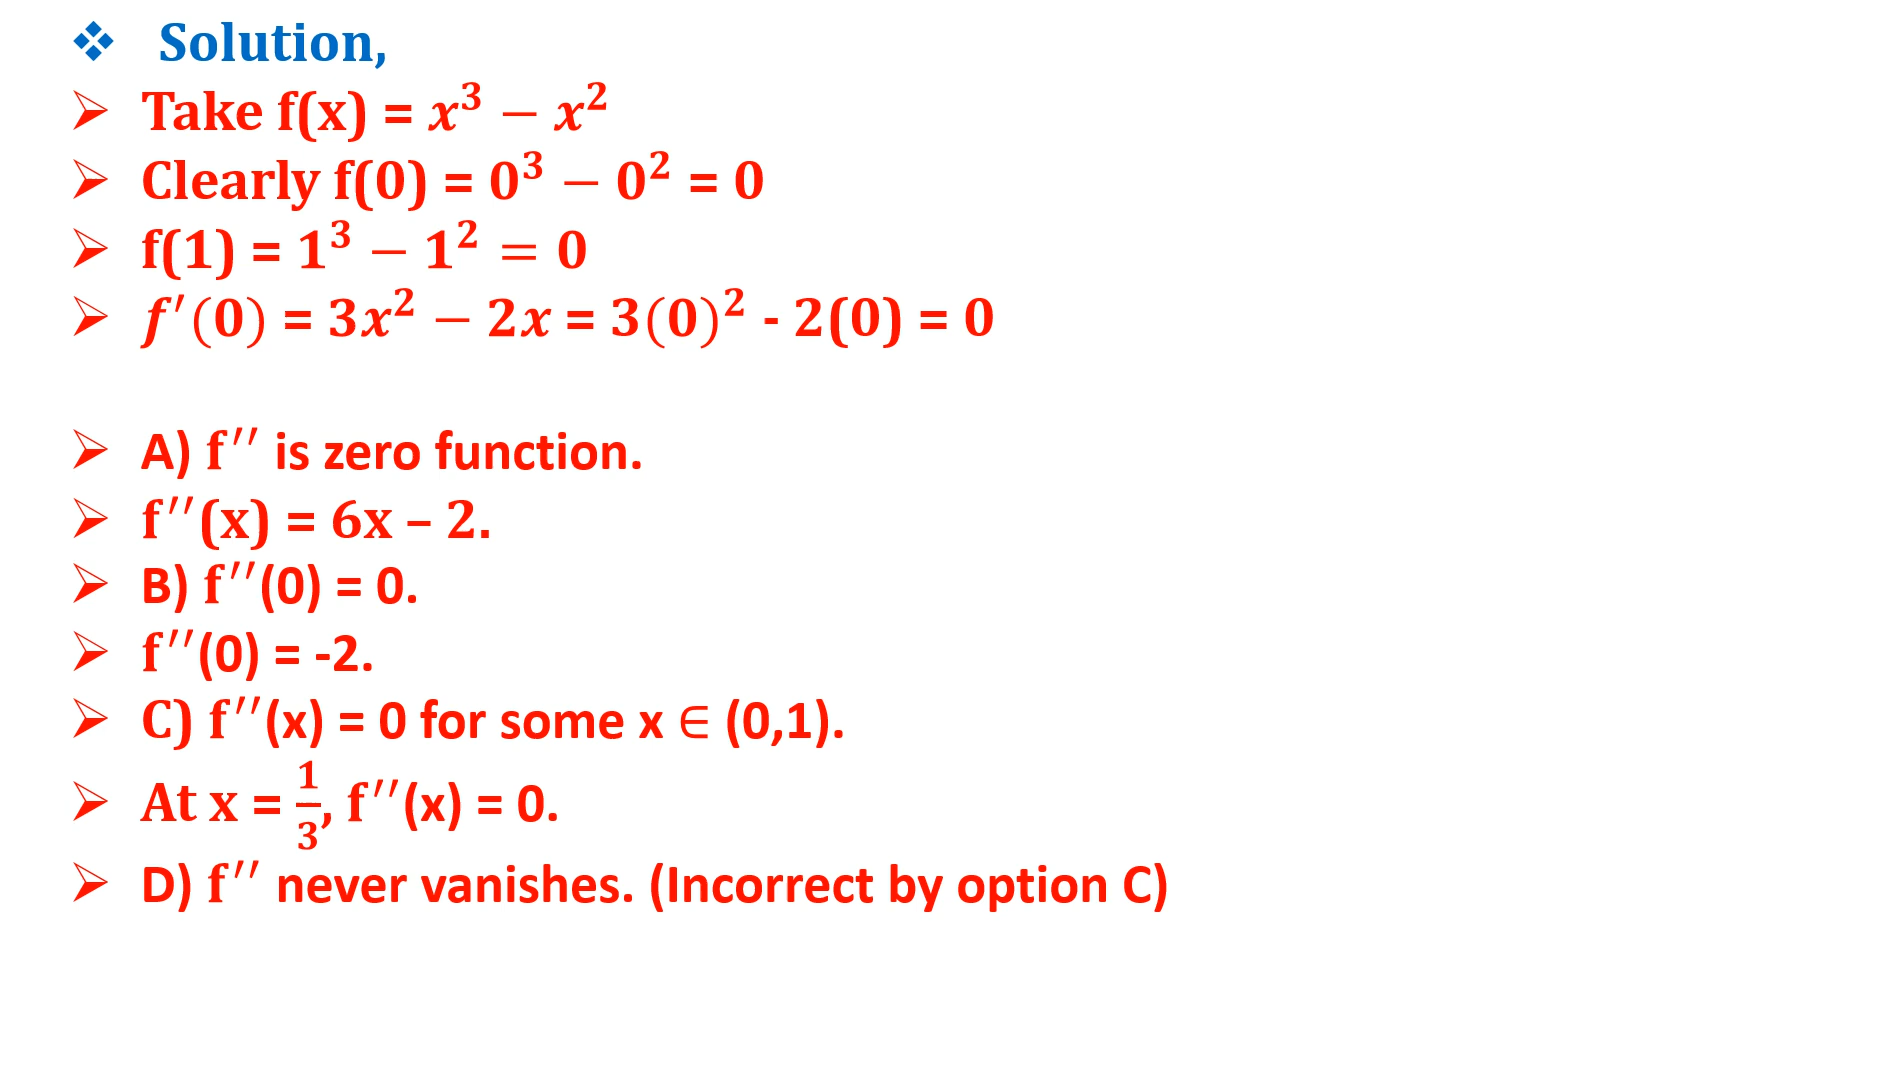 ❖ Solution,
➢ Take f(x) = x³ − x²
➢ Clearly f(0) = 0³ − 0² = 0
➢ f(1) = 1³ − 1² = 0
➢ f′(0) = 3x² − 2x = 3(0)² - 2(0) = 0
➢ A) f′′ is zero function.
➢ f′′(x) = 6x – 2.
➢ B) f′′(0) = 0.
➢ f′′(0) = -2.
➢ C) f′′(x) = 0 for some x ∈ (0,1).
➢ At x = 1/3, f′′(x) = 0.
➢ D) f′′ never vanishes. (Incorrect by option C)